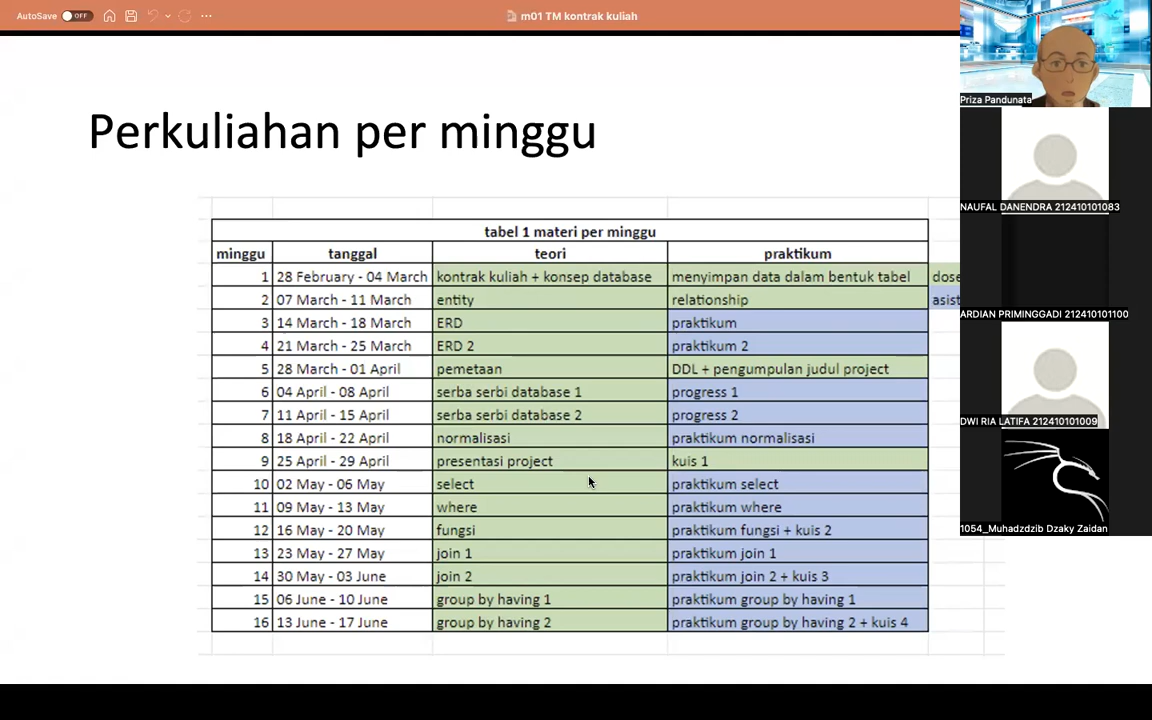 AutoSave OFF m01 TM kontrak kuliah
Perkuliahan per minggu
tabel 1 materi per minggu
minggu tanggal teori praktikum
1 28 February - 04 March kontrak kuliah + konsep database menyimpan data dalam bentuk tabel dose
2 07 March - 11 March entity relationship asist
3 14 March - 18 March ERD praktikum
4 21 March - 25 March ERD 2 praktikum 2
5 28 March - 01 April pemetaan DDL + pengumpulan judul project
6 04 April - 08 April serba serbi database 1 progress 1
7 11 April - 15 April serba serbi database 2 progress 2
8 18 April - 22 April normalisasi praktikum normalisasi
9 25 April - 29 April presentasi project kuis 1
10 02 May - 06 May select praktikum select
11 09 May - 13 May where praktikum where
12 16 May - 20 May fungsi praktikum fungsi + kuis 2
13 23 May - 27 May join 1 praktikum join 1
14 30 May - 03 June join 2 praktikum join 2 + kuis 3
15 06 June - 10 June group by having 1 praktikum group by having 1
16 13 June - 17 June group by having 2 praktikum group by having 2 + kuis 4
Priza Pandunata
NAUFAL DANENDRA 212410101083
ARDIAN PRIMINGGADI 212410101100
DWI RIA LATIFA 212410101009
1054_Muhadzdzib Dzaky Zaidan